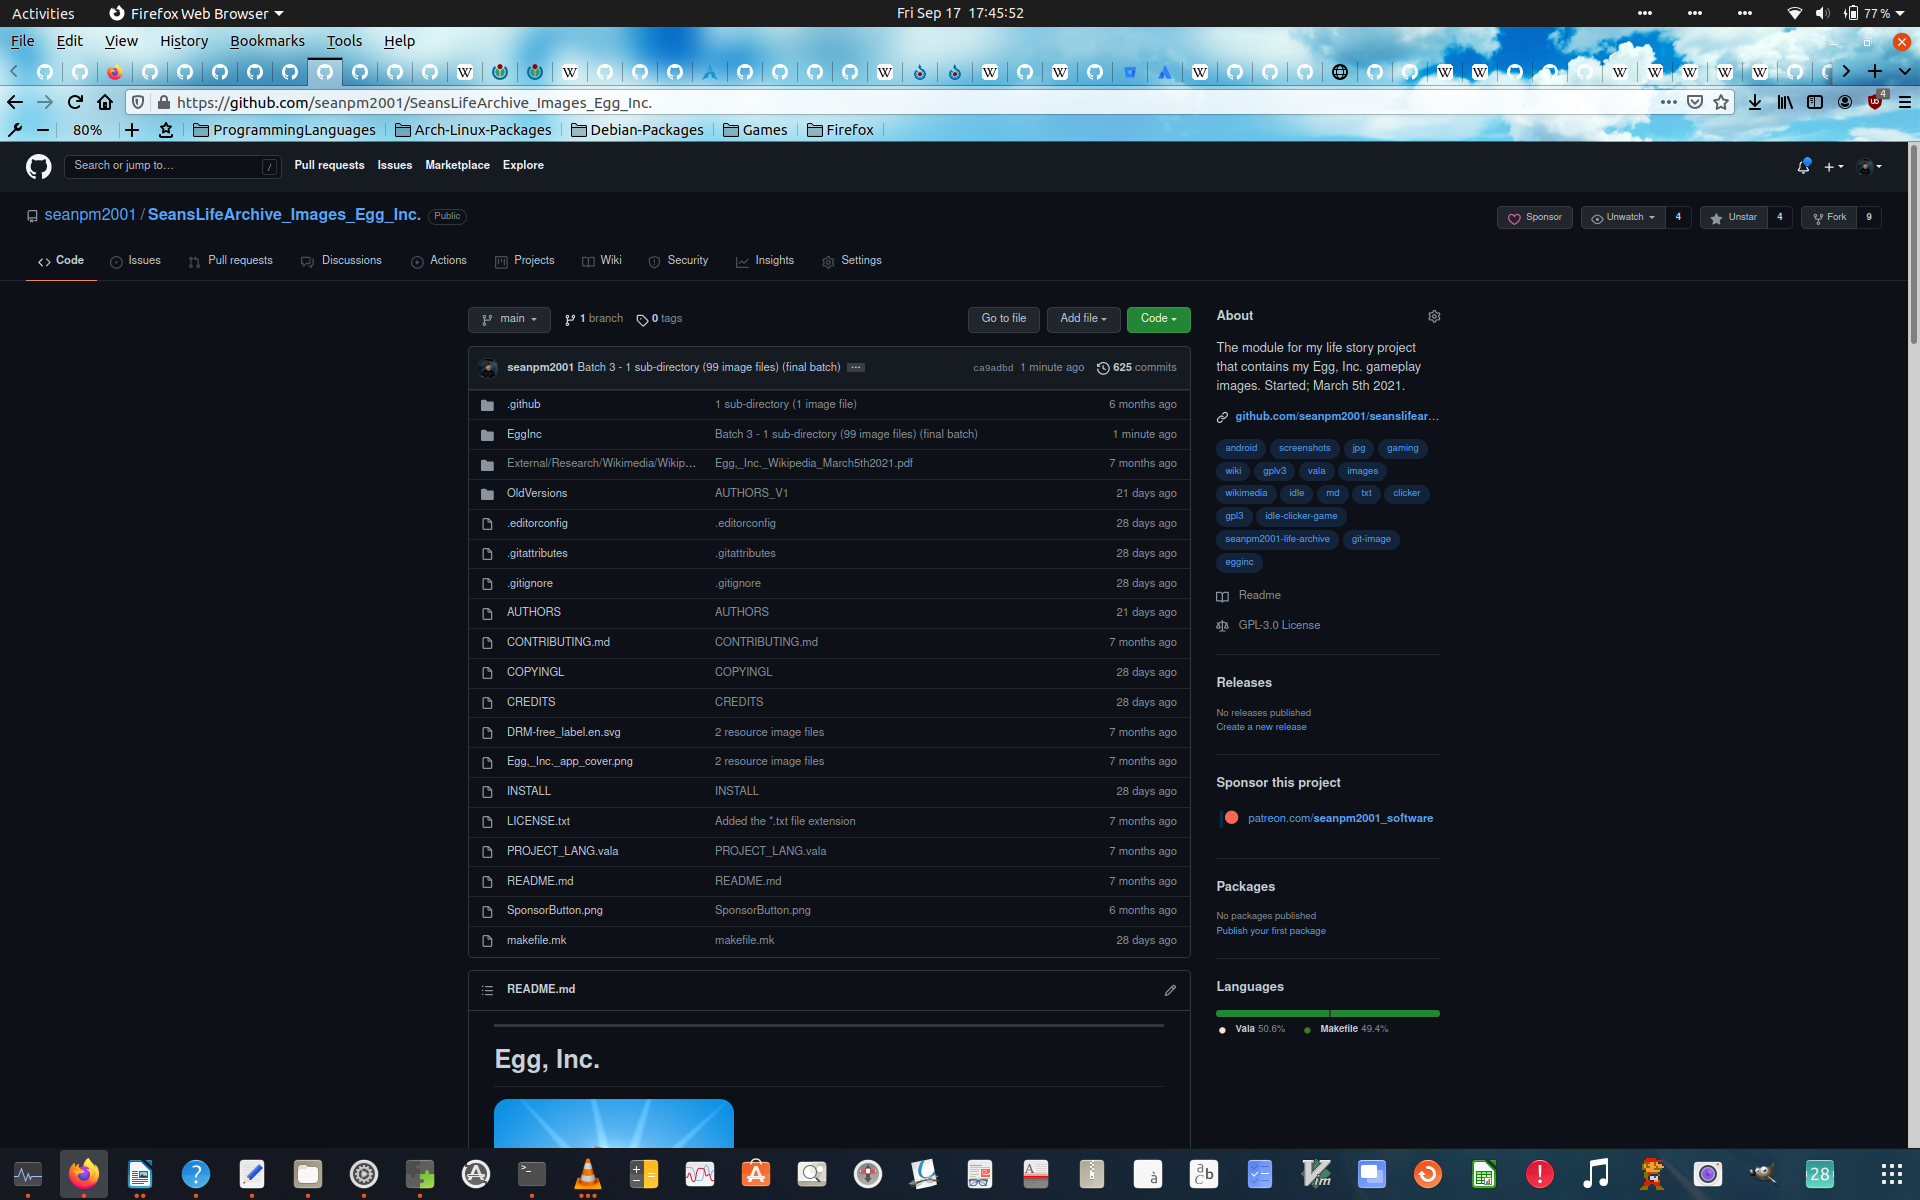 Activities Firefox Web Browser Fri Sep 17 17:45:52 77 %
File Edit View History Bookmarks Tools Help
https://github.com/seanpm2001/SeansLifeArchive_Images_Egg_Inc. 4
80% ProgrammingLanguages Arch-Linux-Packages Debian-Packages Games Firefox
Search or jump to… / Pull requests Issues Marketplace Explore
seanpm2001 / SeansLifeArchive_Images_Egg_Inc. Public Sponsor Unwatch 4 Unstar 4 Fork 9
Code Issues Pull requests Discussions Actions Projects Wiki Security Insights Settings
main 1 branch 0 tags Go to file Add file Code
seanpm2001 Batch 3 - 1 sub-directory (99 image files) (final batch) ca9adbd 1 minute ago 625 commits
.github 1 sub-directory (1 image file) 6 months ago
EggInc Batch 3 - 1 sub-directory (99 image files) (final batch) 1 minute ago
External/Research/Wikimedia/Wikip… Egg,_Inc._Wikipedia_March5th2021.pdf 7 months ago
OldVersions AUTHORS_V1 21 days ago
.editorconfig .editorconfig 28 days ago
.gitattributes .gitattributes 28 days ago
.gitignore .gitignore 28 days ago
AUTHORS AUTHORS 21 days ago
CONTRIBUTING.md CONTRIBUTING.md 7 months ago
COPYINGL COPYINGL 28 days ago
CREDITS CREDITS 28 days ago
DRM-free_label.en.svg 2 resource image files 7 months ago
Egg,_Inc._app_cover.png 2 resource image files 7 months ago
INSTALL INSTALL 28 days ago
LICENSE.txt Added the *.txt file extension 7 months ago
PROJECT_LANG.vala PROJECT_LANG.vala 7 months ago
README.md README.md 7 months ago
SponsorButton.png SponsorButton.png 6 months ago
makefile.mk makefile.mk 28 days ago
README.md
Egg, Inc.
About
The module for my life story project
that contains my Egg, Inc. gameplay
images. Started; March 5th 2021.
github.com/seanpm2001/seanslifear…
android screenshots jpg gaming
wiki gplv3 vala images
wikimedia idle md txt clicker
gpl3 idle-clicker-game
seanpm2001-life-archive git-image
egginc
Readme
GPL-3.0 License
Releases
No releases published
Create a new release
Sponsor this project
patreon.com/seanpm2001_software
Packages
No packages published
Publish your first package
Languages
Vala 50.6% Makefile 49.4%
28